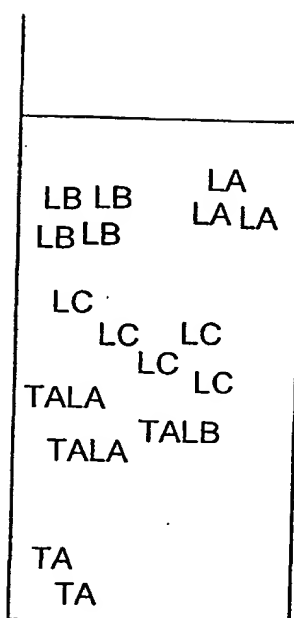 LB LB LA
LB LB LA LA
LC
LC LC
LC LC
TALA
TALA TALB
TA
TA